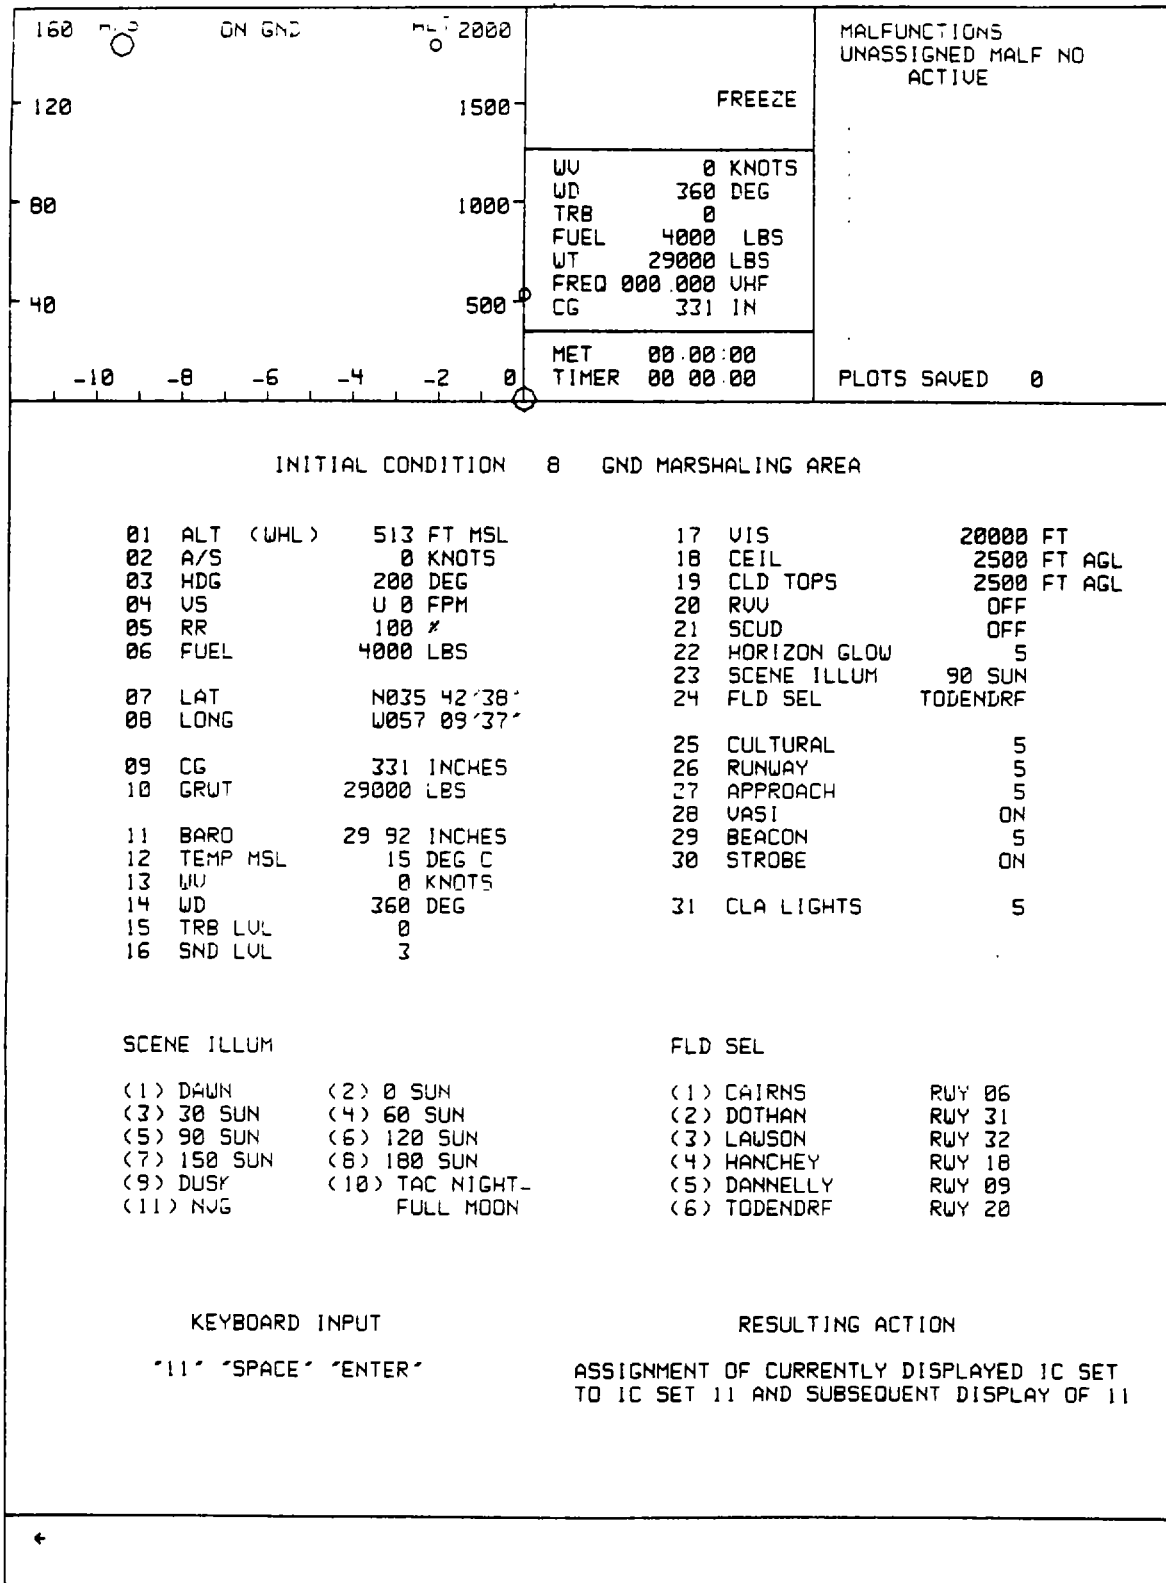 160 ON GND 2000
120 1500
80 1000
40 500
-10 -8 -6 -4 -2 0
FREEZE
WV 0 KNOTS
WD 360 DEG
TRB 0
FUEL 4000 LBS
WT 29000 LBS
FREQ 000.000 VHF
CG 331 IN
MET 00:00:00
TIMER 00 00:00
MALFUNCTIONS
UNASSIGNED MALF NO
ACTIVE
PLOTS SAVED 0
INITIAL CONDITION 8 GND MARSHALING AREA
01 ALT (WHL) 513 FT MSL
02 A/S 0 KNOTS
03 HDG 200 DEG
04 VS U 0 FPM
05 RR 100 %
06 FUEL 4000 LBS
07 LAT N035 42'38"
08 LONG W057 09'37"
09 CG 331 INCHES
10 GRWT 29000 LBS
11 BARO 29 92 INCHES
12 TEMP MSL 15 DEG C
13 WV 0 KNOTS
14 WD 360 DEG
15 TRB LVL 0
16 SND LVL 3
17 VIS 20000 FT
18 CEIL 2500 FT AGL
19 CLD TOPS 2500 FT AGL
20 RVV OFF
21 SCUD OFF
22 HORIZON GLOW 5
23 SCENE ILLUM 90 SUN
24 FLD SEL TODENDRF
25 CULTURAL 5
26 RUNWAY 5
27 APPROACH 5
28 VASI ON
29 BEACON 5
30 STROBE ON
31 CLA LIGHTS 5
SCENE ILLUM
(1) DAWN (2) 0 SUN
(3) 30 SUN (4) 60 SUN
(5) 90 SUN (6) 120 SUN
(7) 150 SUN (8) 180 SUN
(9) DUSK (10) TAC NIGHT-
(11) NVG FULL MOON
FLD SEL
(1) CAIRNS RWY 06
(2) DOTHAN RWY 31
(3) LAWSON RWY 32
(4) HANCHEY RWY 18
(5) DANNELLY RWY 09
(6) TODENDRF RWY 20
KEYBOARD INPUT
"11" "SPACE" "ENTER"
RESULTING ACTION
ASSIGNMENT OF CURRENTLY DISPLAYED IC SET
TO IC SET 11 AND SUBSEQUENT DISPLAY OF 11